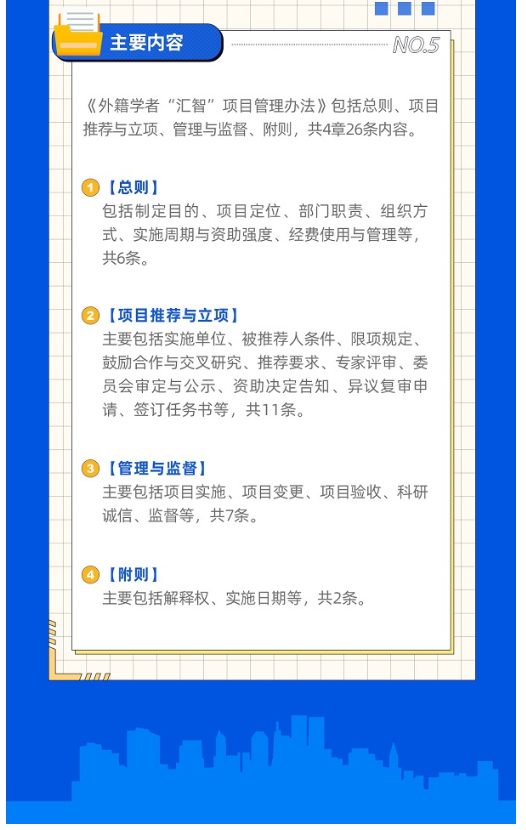 主要内容
NO.5
《外籍学者“汇智”项目管理办法》包括总则、项目
推荐与立项、管理与监督、附则，共4章26条内容。
1【总则】
包括制定目的、项目定位、部门职责、组织方
式、实施周期与资助强度、经费使用与管理等，
共6条。
2【项目推荐与立项】
主要包括实施单位、被推荐人条件、限项规定、
鼓励合作与交叉研究、推荐要求、专家评审、委
员会审定与公示、资助决定告知、异议复审申
请、签订任务书等，共11条。
3【管理与监督】
主要包括项目实施、项目变更、项目验收、科研
诚信、监督等，共7条。
4【附则】
主要包括解释权、实施日期等，共2条。